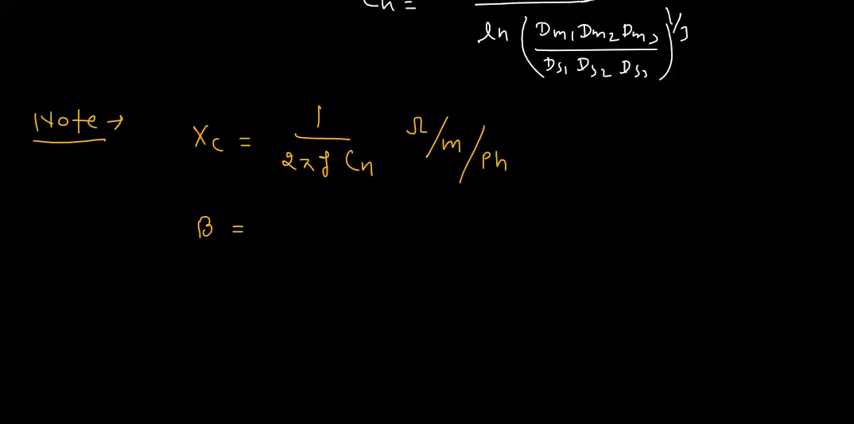 Cn =
ln (Dm1 Dm2 Dm3 / Ds1 Ds2 Ds3)^1/3
Note → Xc = 1 / 2πf Cn Ω/m/ph
B =